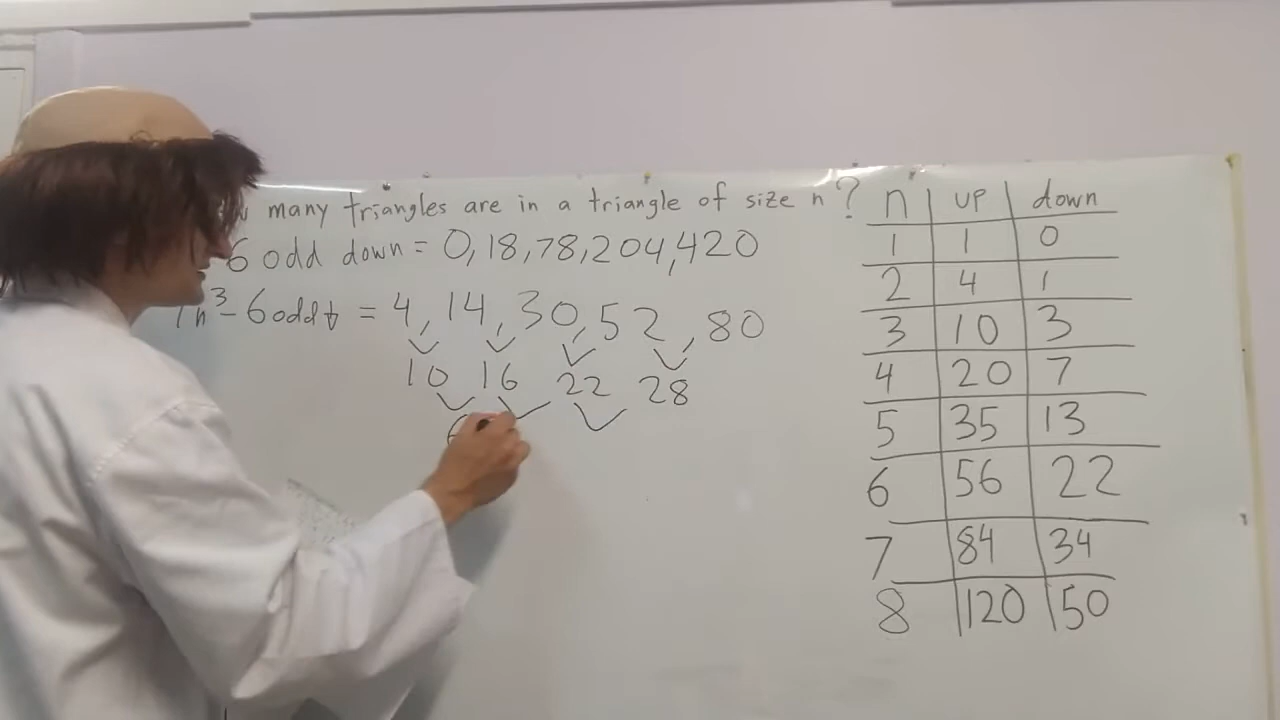 many triangles are in a triangle of size n?
6 odd down = 0, 18, 78, 204, 420
n³ - 6 odd = 4, 14, 30, 52, 80
10 16 22 28
n up down
1 1 0
2 4 1
3 10 3
4 20 7
5 35 13
6 56 22
7 84 34
8 120 50